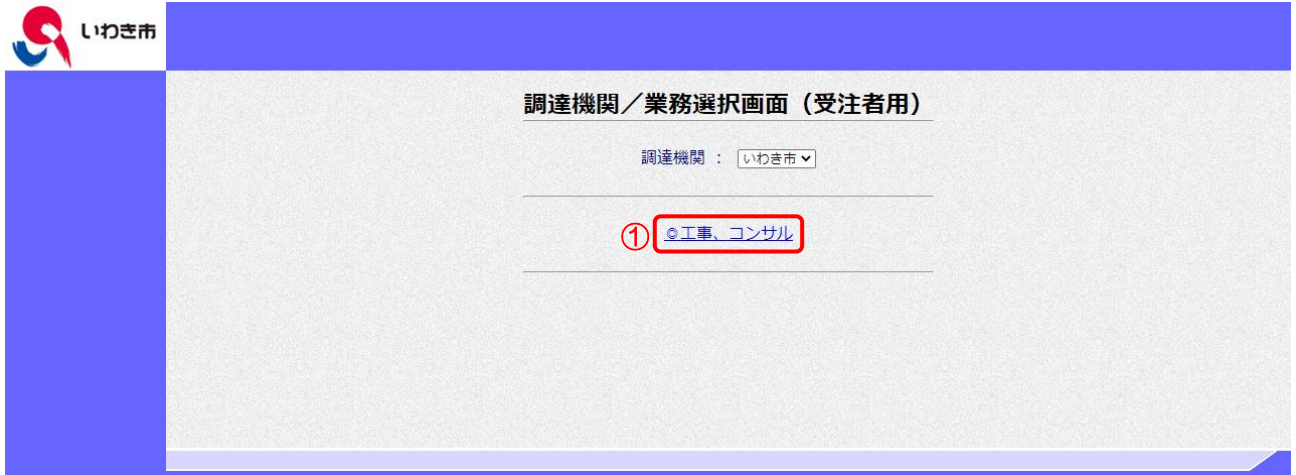 いわき市
調達機関／業務選択画面（受注者用）
調達機関 ： いわき市
① ◎工事、コンサル